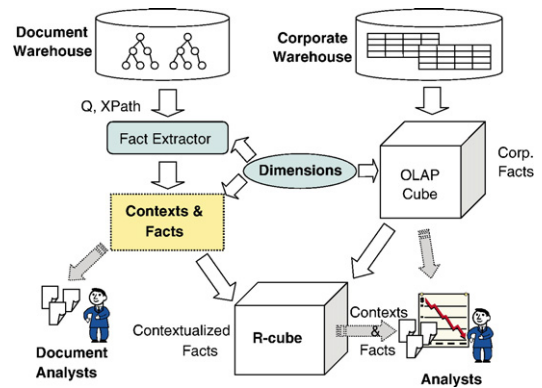 Document
Warehouse
Corporate
Warehouse
Q, XPath
Fact Extractor
Dimensions
OLAP
Cube
Corp.
Facts
Contexts &
Facts
Contextualized
Facts
R-cube
Contexts
&
Facts
Document
Analysts
Analysts